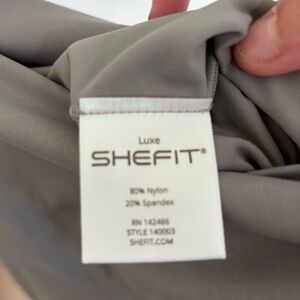 Luxe
SHEFIT®
80% Nylon
20% Spandex
RN 142486
STYLE 140003
SHEFIT.COM